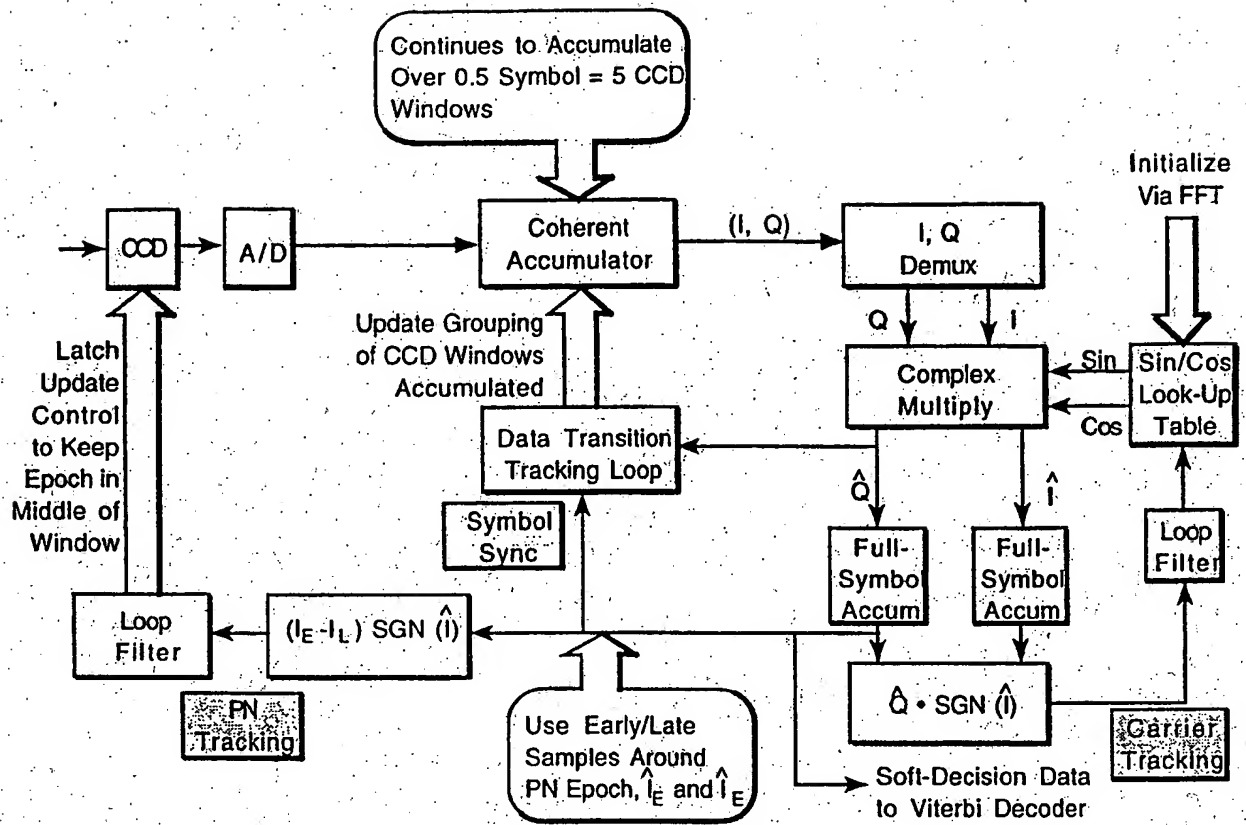 Continues to Accumulate
Over 0.5 Symbol = 5 CCD
Windows
Initialize
Via FFT
CCD
A/D
Coherent
Accumulator
(I, Q)
I, Q
Demux
Q
I
Latch
Update
Control
to Keep
Epoch in
Middle of
Window
Update Grouping
of CCD Windows
Accumulated
Complex
Multiply
Sin
Cos
Sin/Cos
Look-Up
Table
Data Transition
Tracking Loop
Symbol
Sync
Q̂
Î
Full-
Symbol
Accum
Full-
Symbol
Accum
Loop
Filter
Loop
Filter
(I_E - I_L) SGN (Î)
PN
Tracking
Use Early/Late
Samples Around
PN Epoch, Î_E and Î_E
Q̂ • SGN (Î)
Carrier
Tracking
Soft-Decision Data
to Viterbi Decoder